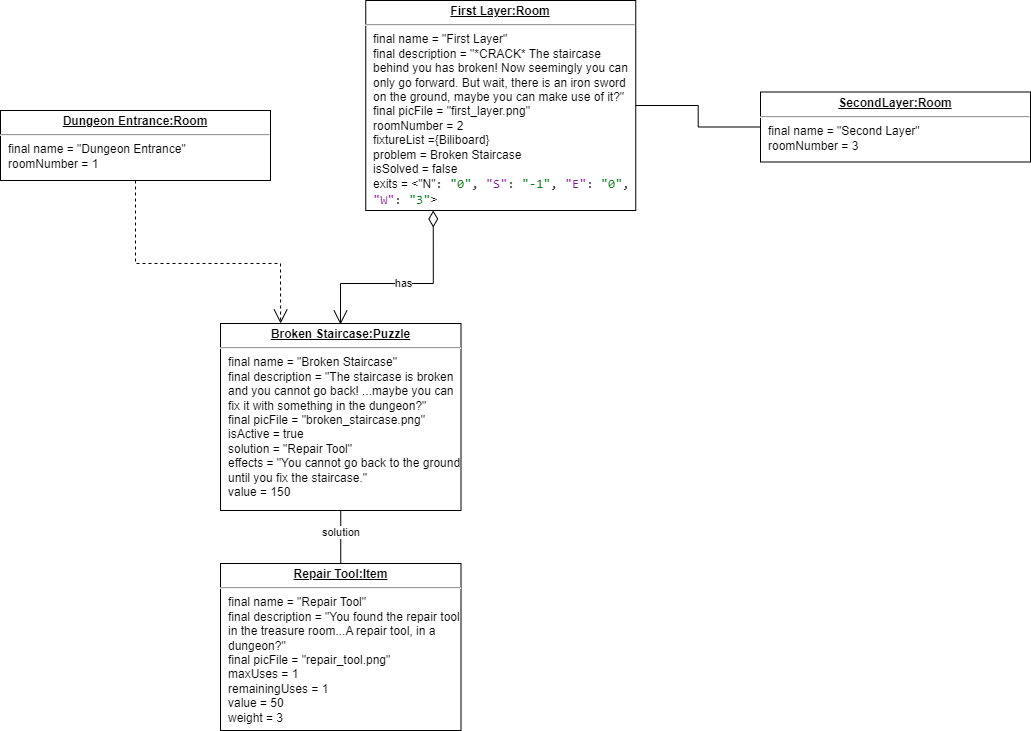 First Layer:Room
final name = "First Layer"
final description = "*CRACK* The staircase
behind you has broken! Now seemingly you can
only go forward. But wait, there is an iron sword
on the ground, maybe you can make use of it?"
final picFile = "first_layer.png"
roomNumber = 2
fixtureList ={Biliboard}
problem = Broken Staircase
isSolved = false
exits = <"N": "0", "S": "-1", "E": "0",
"W": "3">
SecondLayer:Room
final name = "Second Layer"
roomNumber = 3
Dungeon Entrance:Room
final name = "Dungeon Entrance"
roomNumber = 1
has
Broken Staircase:Puzzle
final name = "Broken Staircase"
final description = "The staircase is broken
and you cannot go back! ...maybe you can
fix it with something in the dungeon?"
final picFile = "broken_staircase.png"
isActive = true
solution = "Repair Tool"
effects = "You cannot go back to the ground
until you fix the staircase."
value = 150
solution
Repair Tool:Item
final name = "Repair Tool"
final description = "You found the repair tool
in the treasure room...A repair tool, in a
dungeon?"
final picFile = "repair_tool.png"
maxUses = 1
remainingUses = 1
value = 50
weight = 3